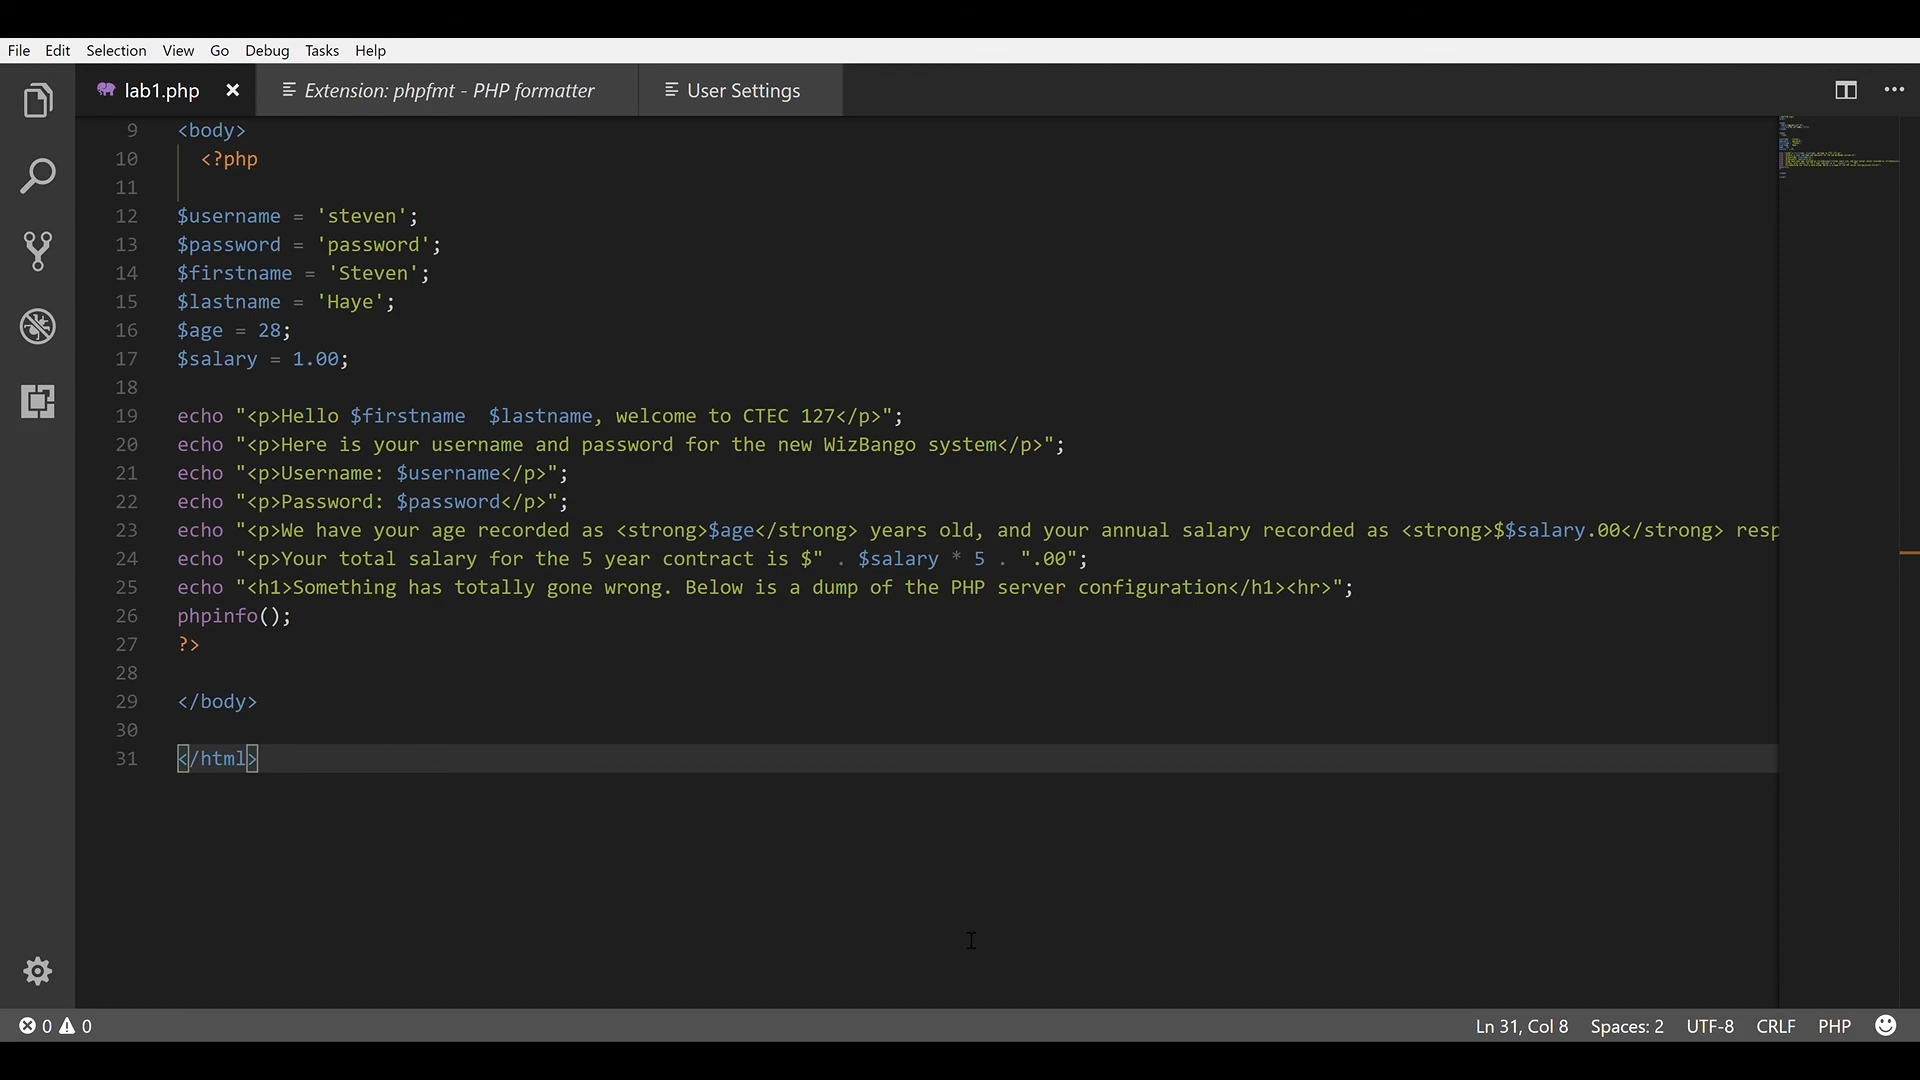 File Edit Selection View Go Debug Tasks Help
lab1.php Extension: phpfmt - PHP formatter User Settings
9 <body>
10 <?php
11
12 $username = 'steven';
13 $password = 'password';
14 $firstname = 'Steven';
15 $lastname = 'Haye';
16 $age = 28;
17 $salary = 1.00;
18
19 echo "<p>Hello $firstname  $lastname, welcome to CTEC 127</p>";
20 echo "<p>Here is your username and password for the new WizBango system</p>";
21 echo "<p>Username: $username</p>";
22 echo "<p>Password: $password</p>";
23 echo "<p>We have your age recorded as <strong>$age</strong> years old, and your annual salary recorded as <strong>$$salary.00</strong> resp
24 echo "<p>Your total salary for the 5 year contract is $" . $salary * 5 . ".00";
25 echo "<h1>Something has totally gone wrong. Below is a dump of the PHP server configuration</h1><hr>";
26 phpinfo();
27 ?>
28
29 </body>
30
31 </html>
0 0 Ln 31, Col 8 Spaces: 2 UTF-8 CRLF PHP